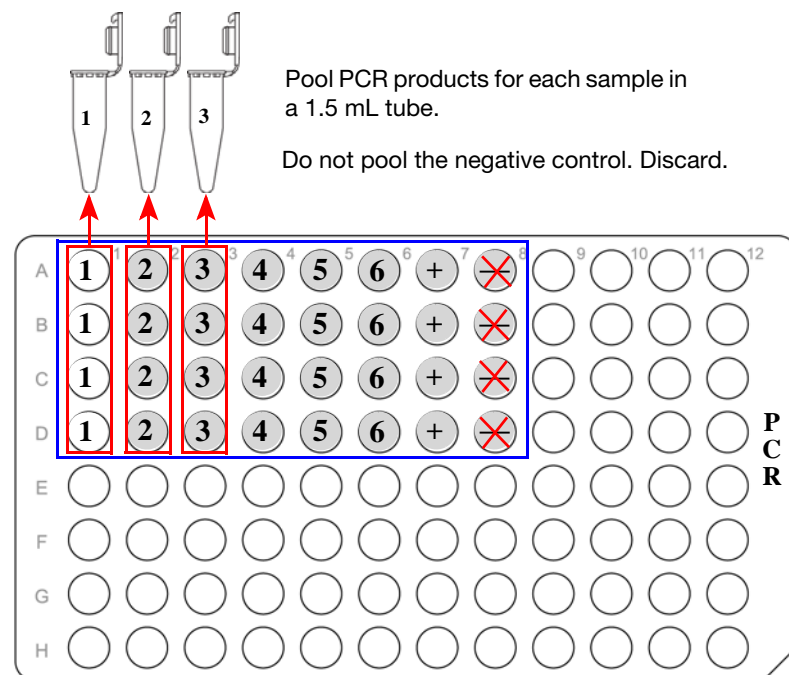 1 2 3
Pool PCR products for each sample in
a 1.5 mL tube.
Do not pool the negative control. Discard.
1 2 3 4 5 6 7 8 9 10 11 12
A 1 2 3 4 5 6 + −
B 1 2 3 4 5 6 + −
C 1 2 3 4 5 6 + −
D 1 2 3 4 5 6 + −
PCR
E
F
G
H